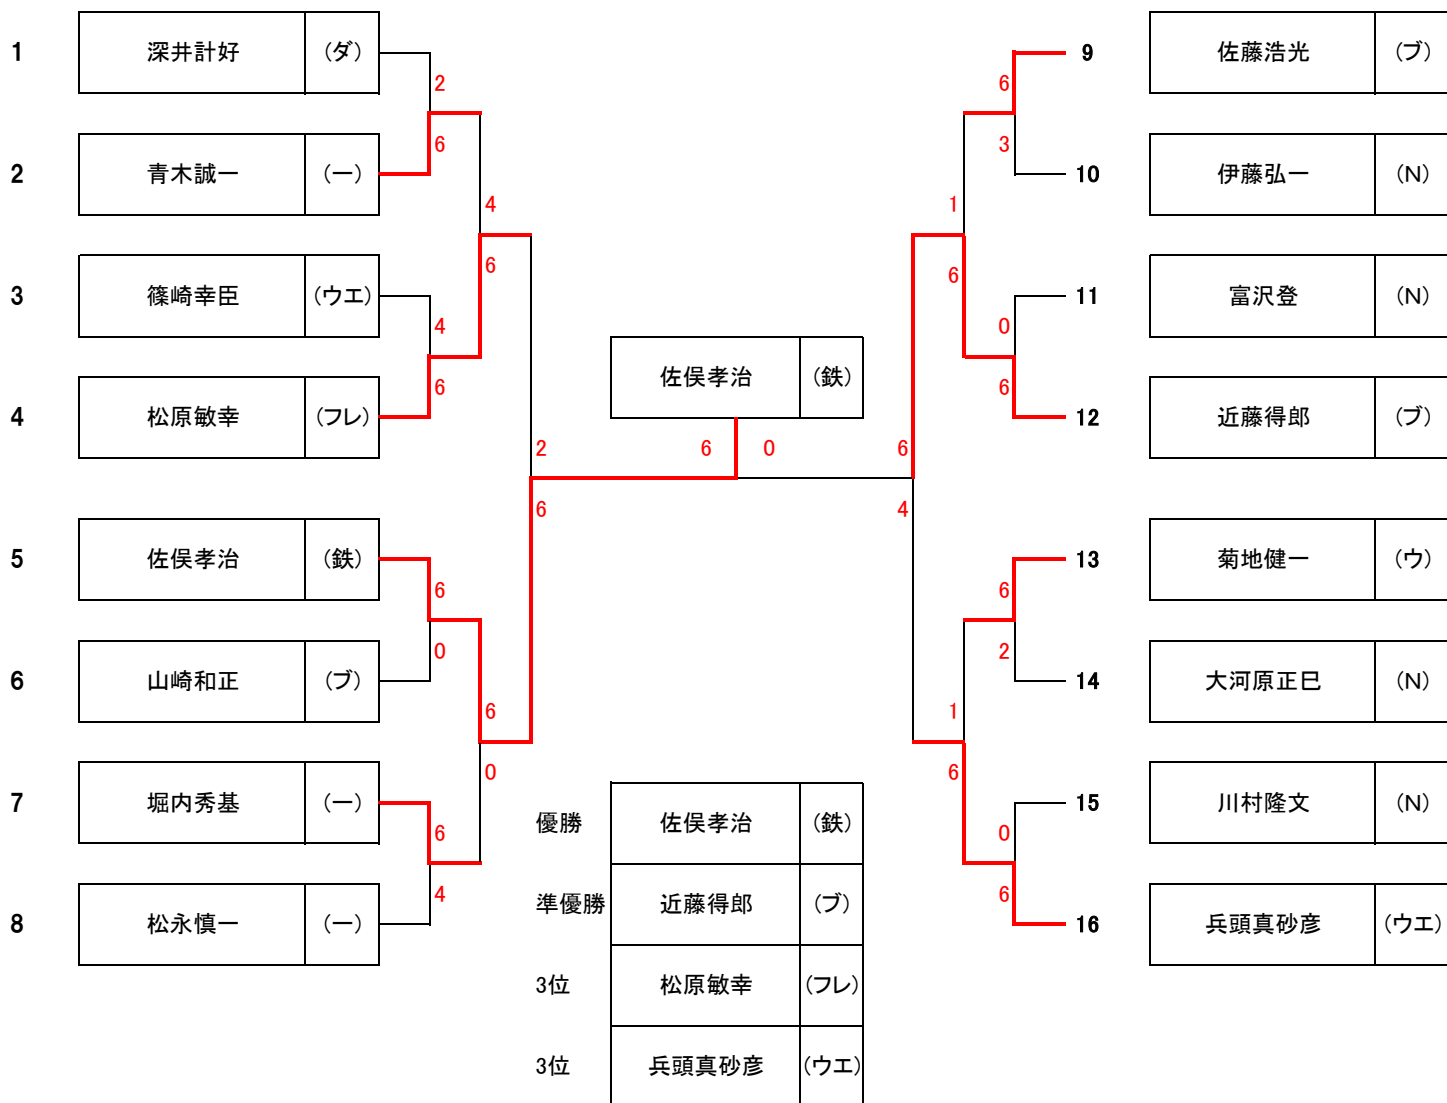 1 深井計好 (ダ)
2
6
2 青木誠一 (一)
4
6
3 篠崎幸臣 (ウエ)
4
6
4 松原敏幸 (フレ)
2
6
5 佐俣孝治 (鉄)
6
0
6 山崎和正 (ブ)
6
0
7 堀内秀基 (一)
6
4
8 松永慎一 (一)
佐俣孝治 (鉄)
6 0
9 佐藤浩光 (ブ)
6
3
10 伊藤弘一 (N)
1
6
11 富沢登 (N)
0
6
12 近藤得郎 (ブ)
6
4
13 菊地健一 (ウ)
6
2
14 大河原正巳 (N)
1
6
15 川村隆文 (N)
0
6
16 兵頭真砂彦 (ウエ)
優勝 佐俣孝治 (鉄)
準優勝 近藤得郎 (ブ)
3位 松原敏幸 (フレ)
3位 兵頭真砂彦 (ウエ)